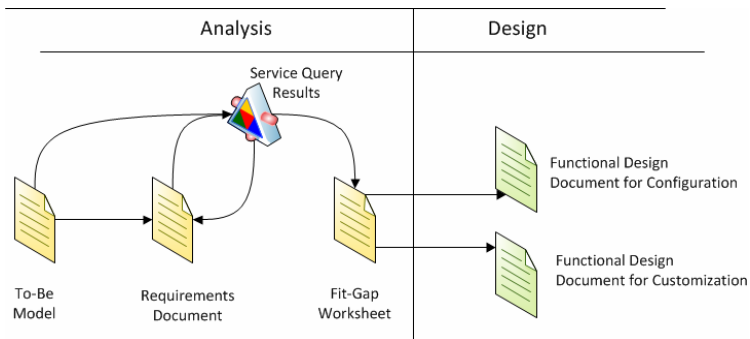 Analysis
Design
Service Query
Results
Functional Design
Document for Configuration
Functional Design
Document for Customization
To-Be
Model
Requirements
Document
Fit-Gap
Worksheet